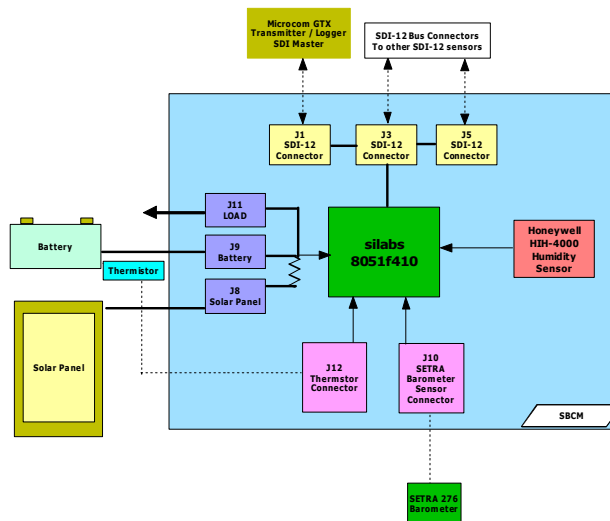 Microcom GTX
Transmitter / Logger
SDI Master
SDI-12 Bus Connectors
To other SDI-12 sensors
J1
SDI-12
Connector
J3
SDI-12
Connector
J5
SDI-12
Connector
J11
LOAD
Battery
J9
Battery
Thermistor
J8
Solar Panel
silabs
8051f410
Honeywell
HIH-4000
Humidity
Sensor
Solar Panel
J12
Thermstor
Connector
J10
SETRA
Barometer
Sensor
Connector
SBCM
SETRA 276
Barometer